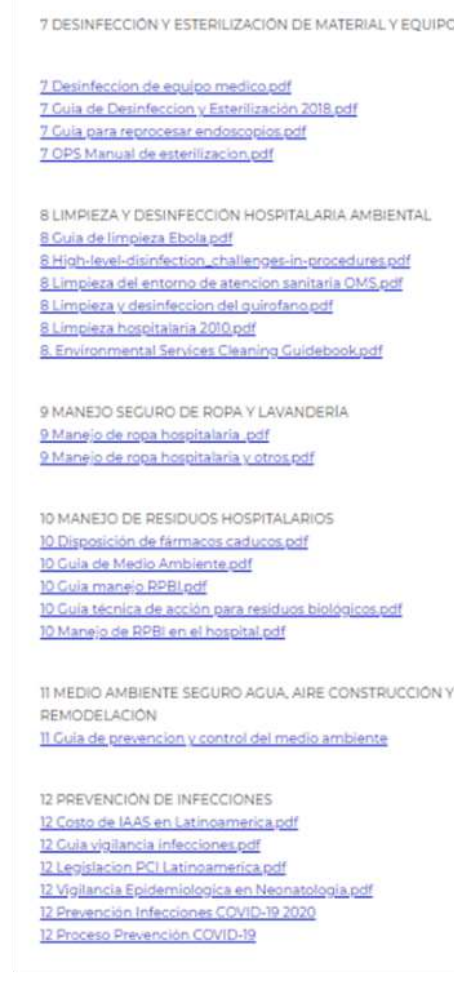 7 DESINFECCIÓN Y ESTERILIZACIÓN DE MATERIAL Y EQUIPO
7 Desinfeccion de equipo medico.pdf
7 Guia de Desinfeccion y Esterilización 2018.pdf
7 Guia para reprocesar endoscopios.pdf
7 OPS Manual de esterilizacion.pdf
8 LIMPIEZA Y DESINFECCIÓN HOSPITALARIA AMBIENTAL
8 Guia de limpieza Ebola.pdf
8 High-level-disinfection_challenges-in-procedures.pdf
8 Limpieza del entorno de atencion sanitaria OMS.pdf
8 Limpieza y desinfeccion del quirofano.pdf
8 Limpieza hospitalaria 2010.pdf
8. Environmental Services Cleaning Guidebook.pdf
9 MANEJO SEGURO DE ROPA Y LAVANDERÍA
9 Manejo de ropa hospitalaria .pdf
9 Manejo de ropa hospitalaria y otros.pdf
10 MANEJO DE RESIDUOS HOSPITALARIOS
10 Disposición de fármacos caducos.pdf
10 Guia de Medio Ambiente.pdf
10 Guia manejo RPBI.pdf
10 Guía técnica de acción para residuos biológicos.pdf
10 Manejo de RPBI en el hospital.pdf
11 MEDIO AMBIENTE SEGURO AGUA, AIRE CONSTRUCCIÓN Y
REMODELACIÓN
11 Guia de prevencion y control del medio ambiente
12 PREVENCIÓN DE INFECCIONES
12 Costo de IAAS en Latinoamerica.pdf
12 Guia vigilancia infecciones.pdf
12 Legislacion PCI Latinoamerica.pdf
12 Vigilancia Epidemiologica en Neonatologia.pdf
12 Prevención Infecciones COVID-19 2020
12 Proceso Prevención COVID-19